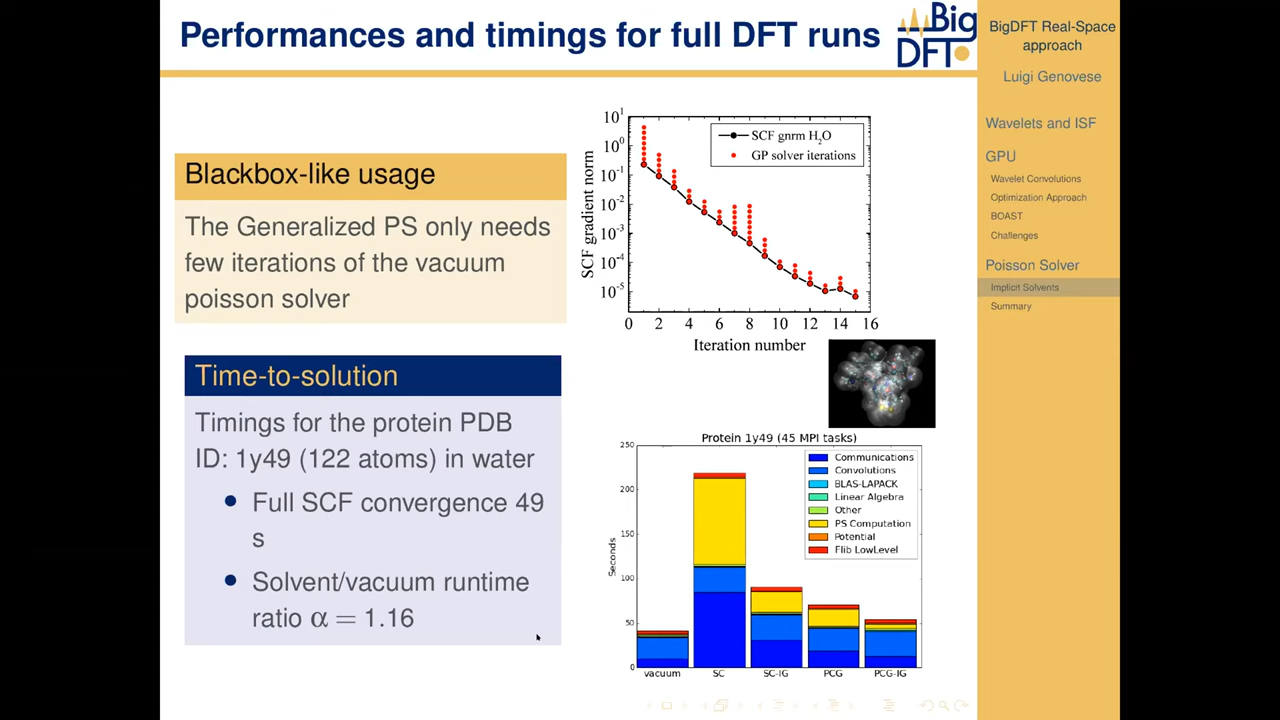 Performances and timings for full DFT runs
Big
DFT
BigDFT Real-Space
approach
Luigi Genovese
Wavelets and ISF
GPU
Wavelet Convolutions
Optimization Approach
BOAST
Challenges
Poisson Solver
Implicit Solvents
Summary
Blackbox-like usage
The Generalized PS only needs
few iterations of the vacuum
poisson solver
Time-to-solution
Timings for the protein PDB
ID: 1y49 (122 atoms) in water
Full SCF convergence 49
s
Solvent/vacuum runtime
ratio α = 1.16
SCF gradient norm
10^1
10^0
10^-1
10^-2
10^-3
10^-4
10^-5
SCF gnrm H₂O
GP solver iterations
0 2 4 6 8 10 12 14 16
Iteration number
Protein 1y49 (45 MPI tasks)
Seconds
250
200
150
100
50
0
Communications
Convolutions
BLAS-LAPACK
Linear Algebra
Other
PS Computation
Potential
Flib LowLevel
vacuum SC SC-IG PCG PCG-IG